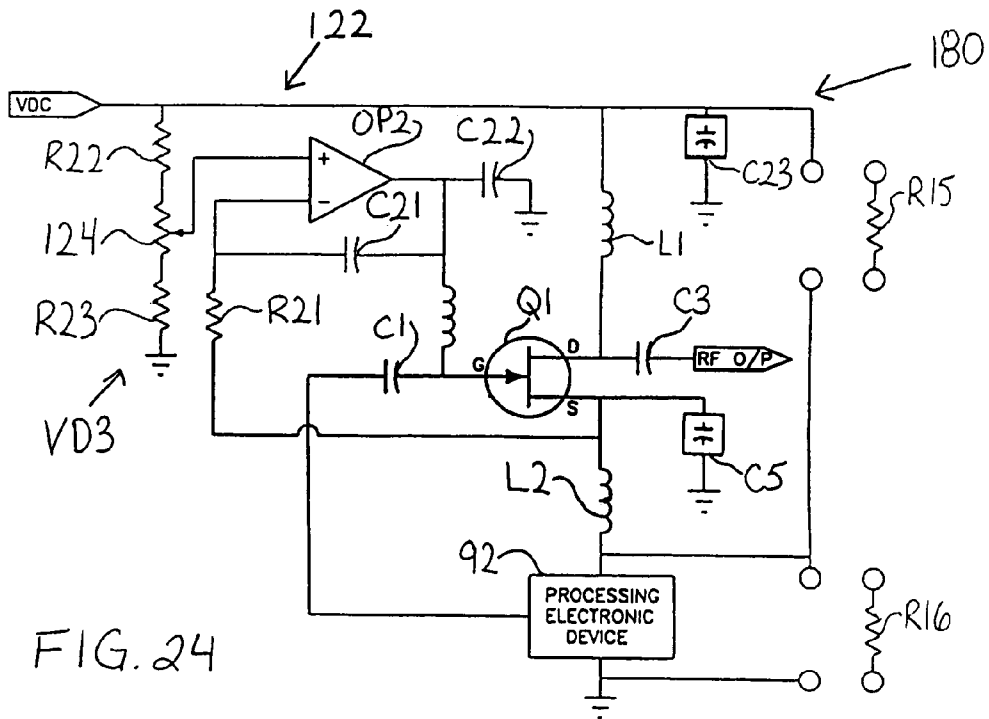 122
180
VDC
OP2
C22
R22
+
C23
R15
-
C21
124
L1
R23
R21
Q1
C3
C1
D
RF O/P
G
S
VD3
C5
L2
92
PROCESSING
ELECTRONIC
DEVICE
R16
FIG. 24